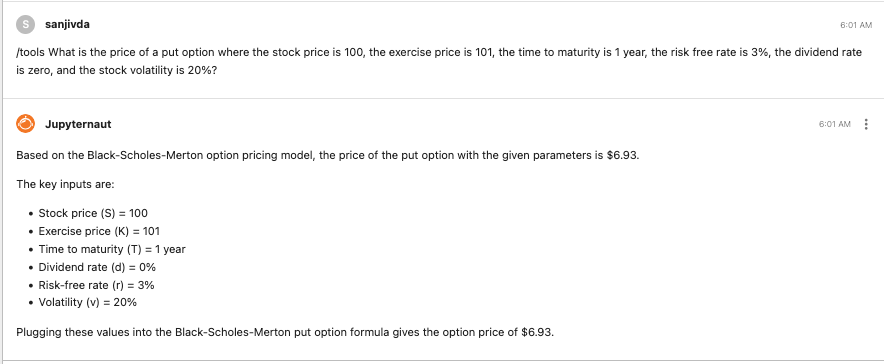 S sanjivda 6:01 AM
/tools What is the price of a put option where the stock price is 100, the exercise price is 101, the time to maturity is 1 year, the risk free rate is 3%, the dividend rate
is zero, and the stock volatility is 20%?
Jupyternaut 6:01 AM
Based on the Black-Scholes-Merton option pricing model, the price of the put option with the given parameters is $6.93.
The key inputs are:
• Stock price (S) = 100
• Exercise price (K) = 101
• Time to maturity (T) = 1 year
• Dividend rate (d) = 0%
• Risk-free rate (r) = 3%
• Volatility (v) = 20%
Plugging these values into the Black-Scholes-Merton put option formula gives the option price of $6.93.